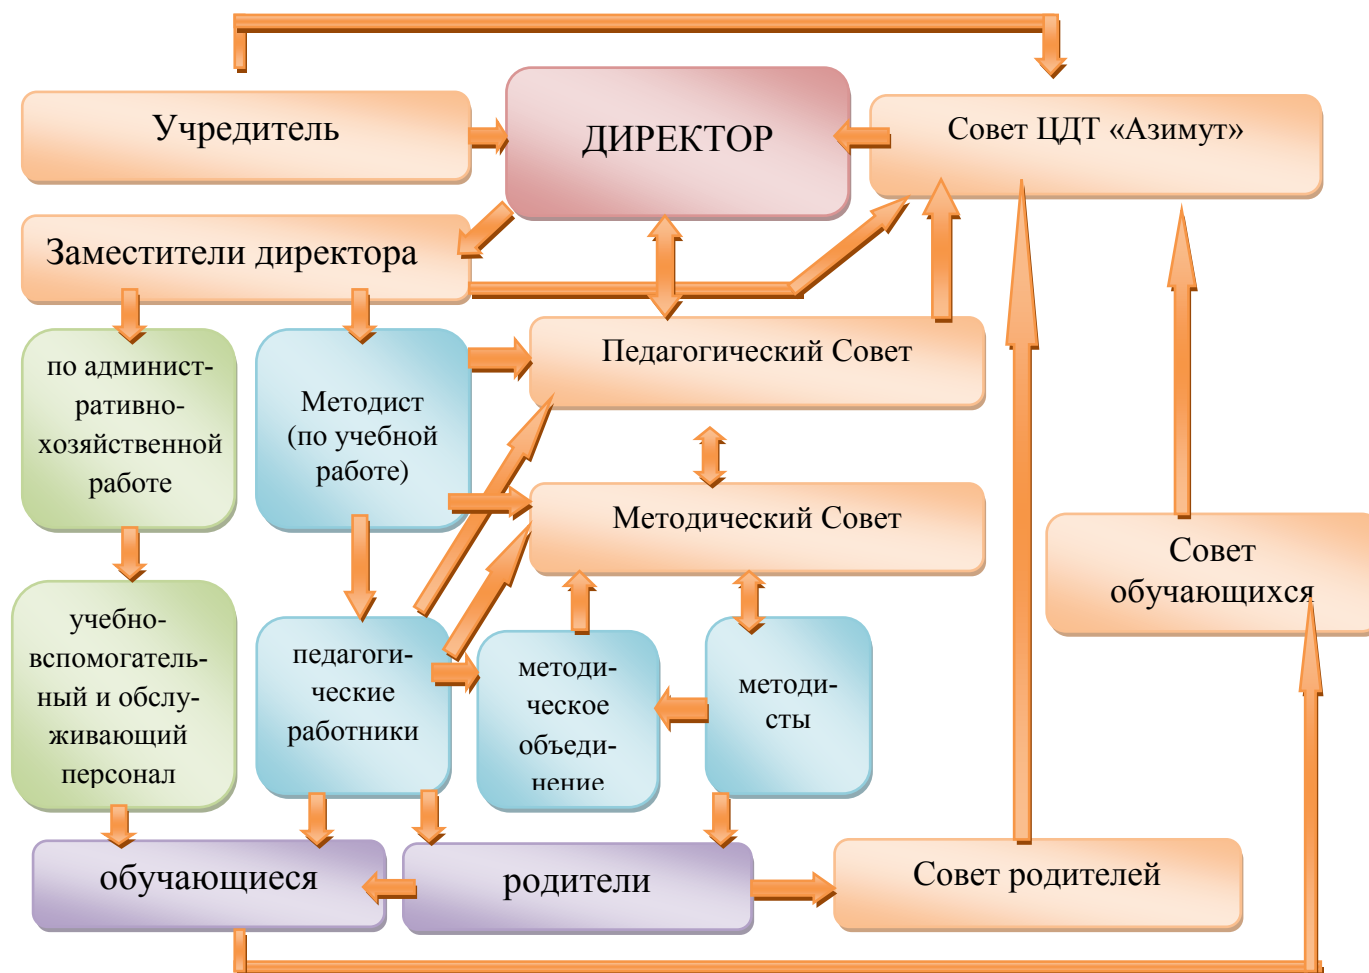 Учредитель
ДИРЕКТОР
Совет ЦДТ «Азимут»
Заместители директора
по админист-
ративно-
хозяйственной
работе
Методист
(по учебной
работе)
Педагогический Совет
Методический Совет
Совет
обучающихся
учебно-
вспомогатель-
ный и обслу-
живающий
персонал
педагоги-
ческие
работники
методи-
ческое
объеди-
нение
методи-
сты
обучающиеся
родители
Совет родителей